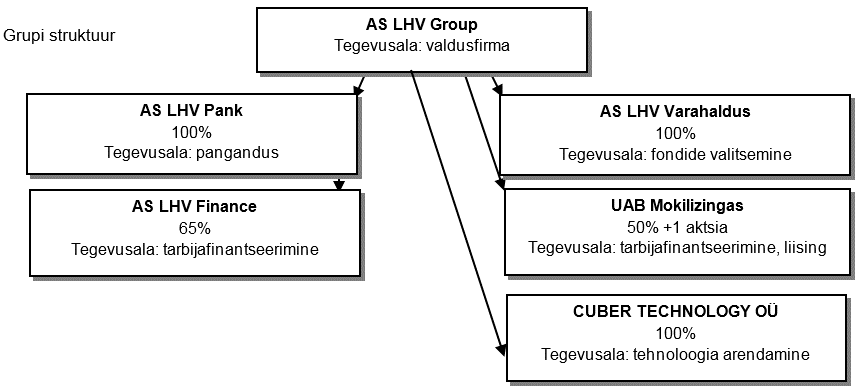 Grupi struktuur
AS LHV Group
Tegevusala: valdusfirma
AS LHV Pank
100%
Tegevusala: pangandus
AS LHV Varahaldus
100%
Tegevusala: fondide valitsemine
AS LHV Finance
65%
Tegevusala: tarbijafinantseerimine
UAB Mokilizingas
50% +1 aktsia
Tegevusala: tarbijafinantseerimine, liising
CUBER TECHNOLOGY OÜ
100%
Tegevusala: tehnoloogia arendamine